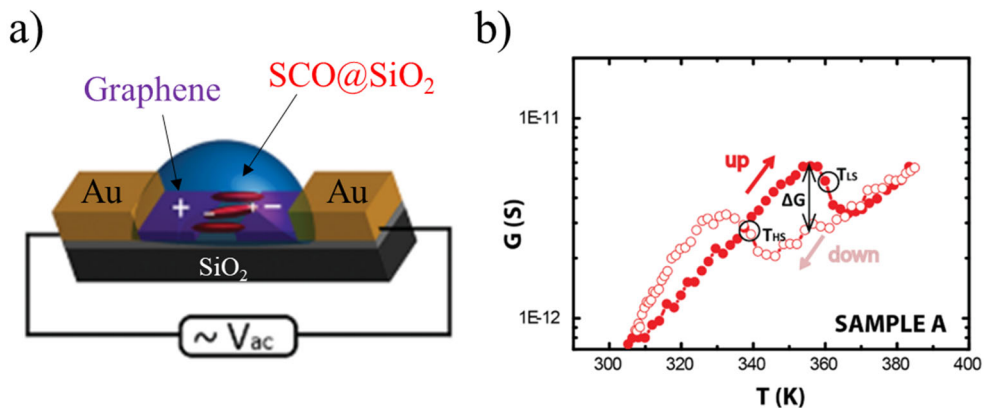 a)
Graphene
SCO@SiO2
Au
Au
+
−
+ −
SiO2
~ Vac
b)
G (S)
1E-11
1E-12
up
ΔG
TLS
THS
down
SAMPLE A
300 320 340 360 380 400
T (K)